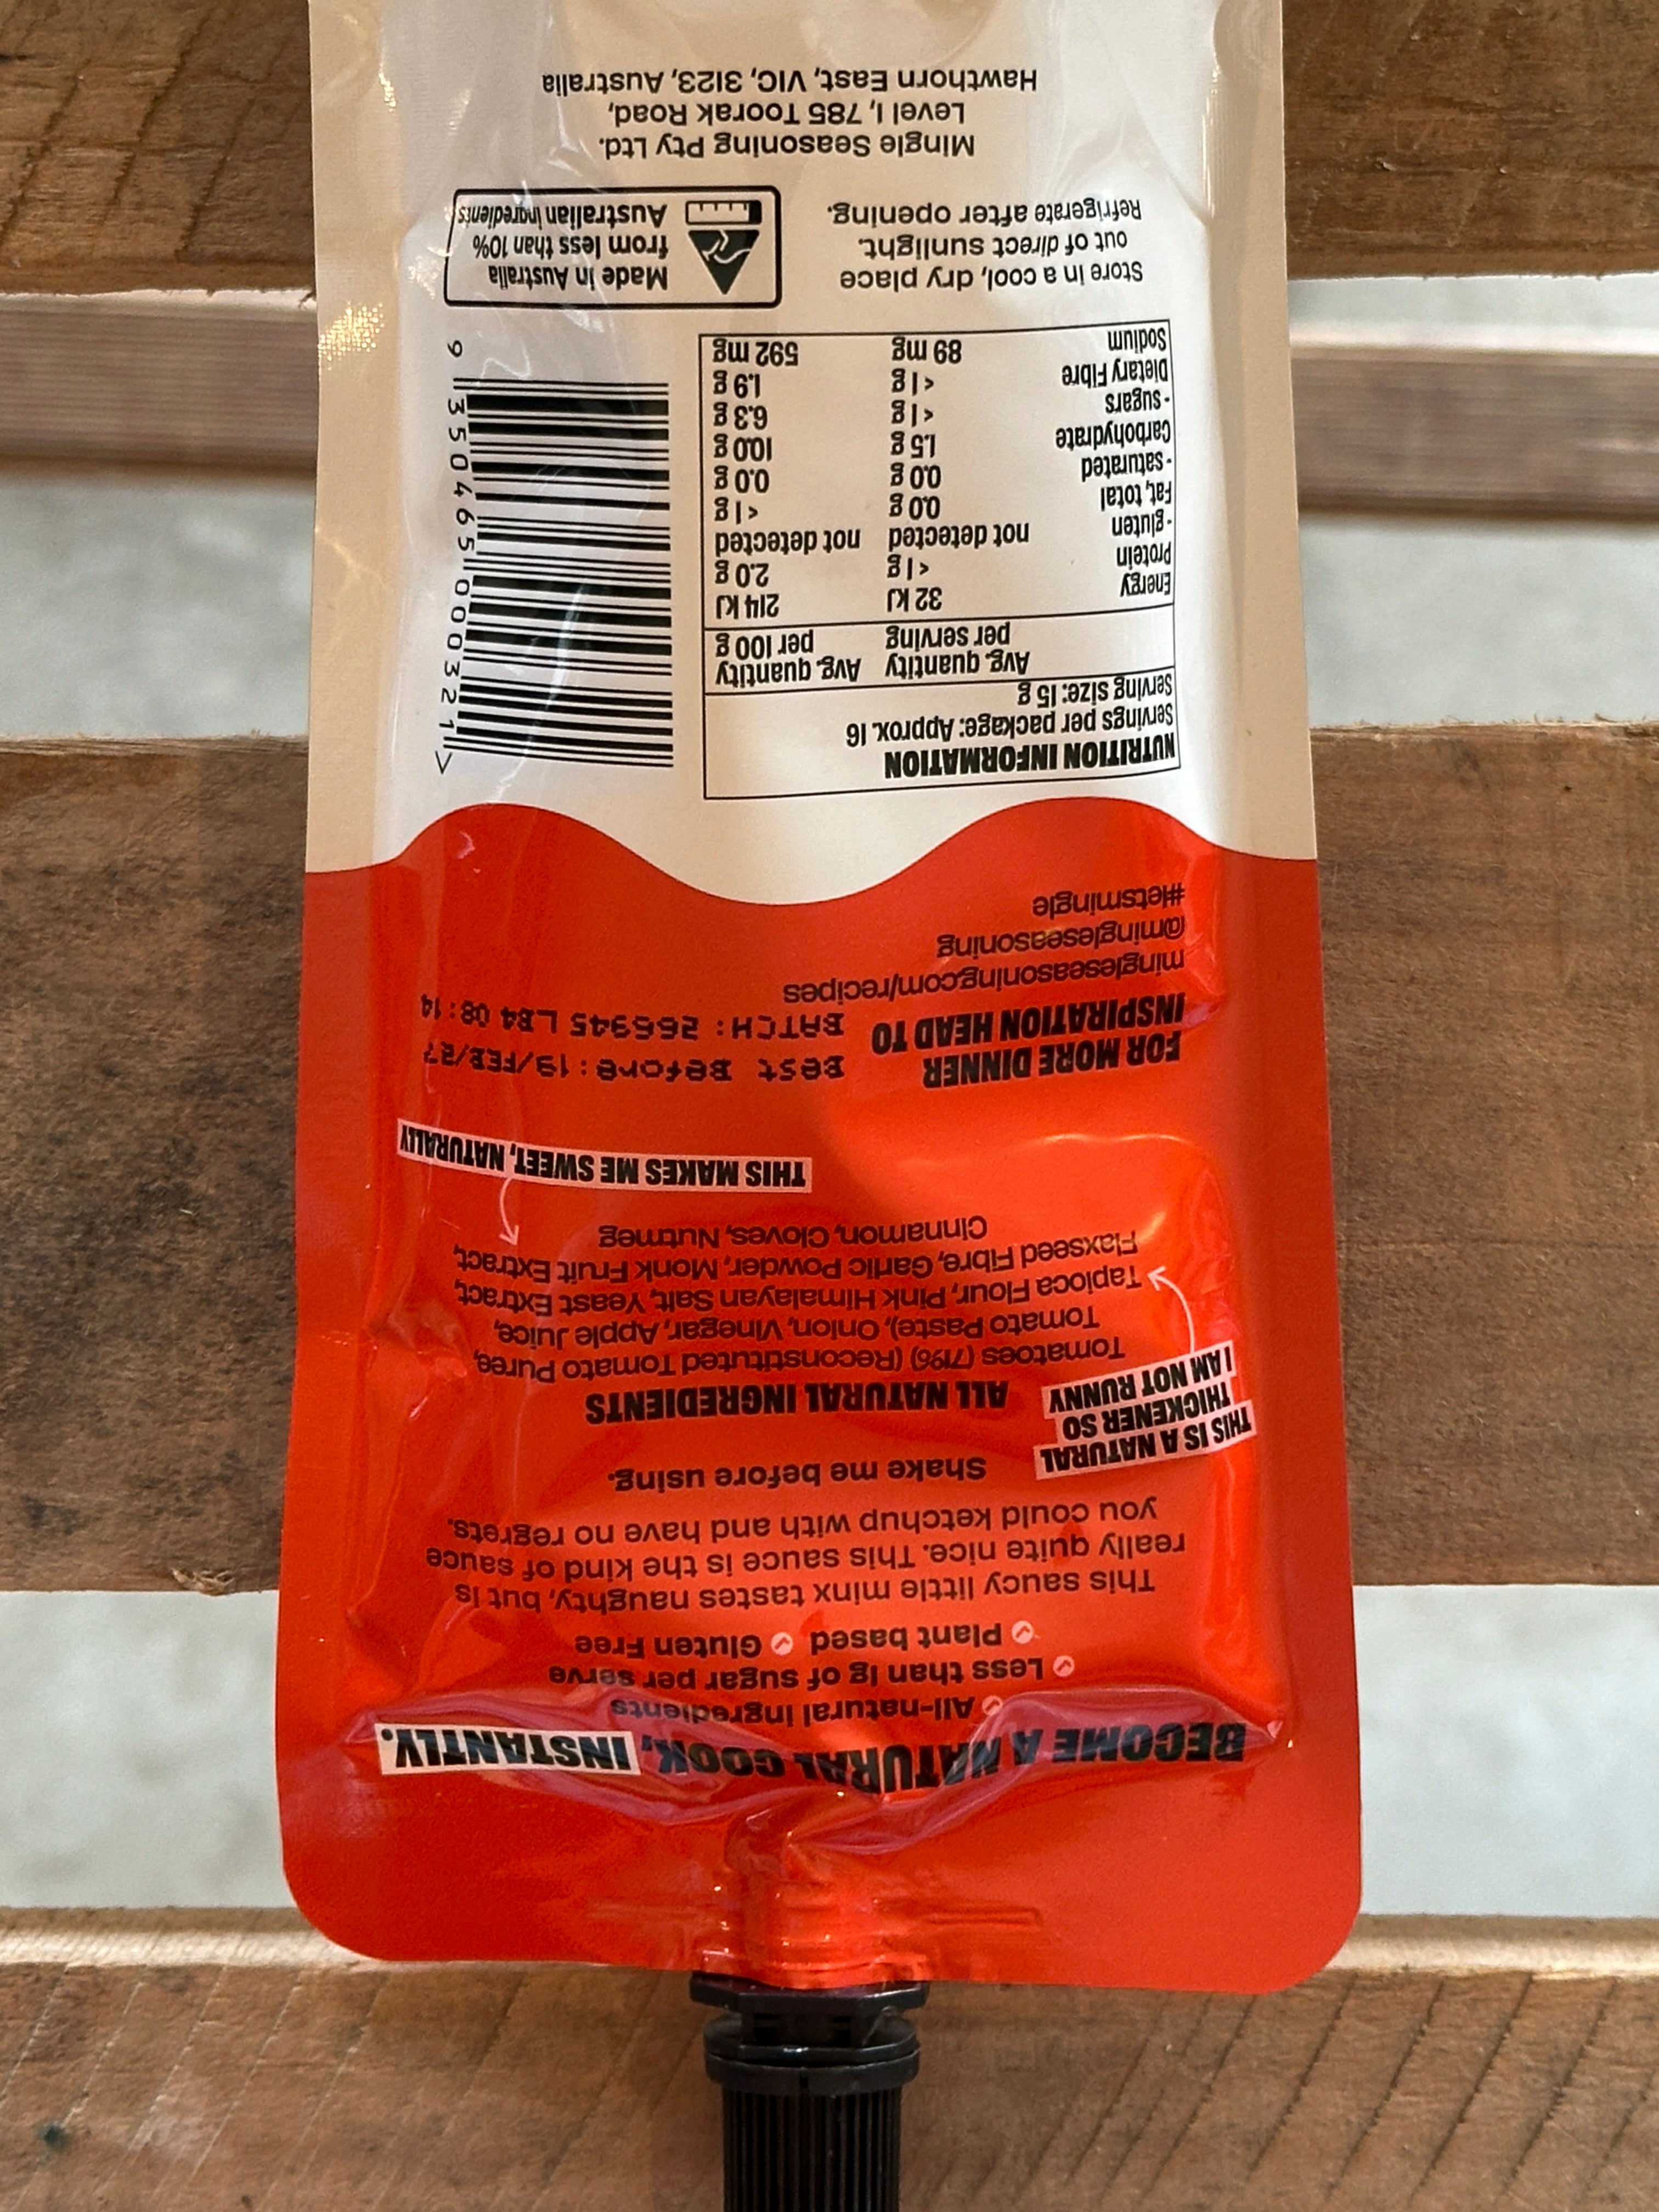 BECOME A NATURAL COOK, INSTANTLY.
All-natural ingredients
Less than 1g of sugar per serve
Plant based Gluten Free
This saucy little minx tastes naughty, but is
really quite nice. This sauce is the kind of sauce
you could ketchup with and have no regrets.
Shake me before using.
THIS IS A NATURAL
THICKENER SO
I AM NOT RUNNY
ALL NATURAL INGREDIENTS
Tomatoes (71%) (Reconstituted Tomato Puree,
Tomato Paste), Onion, Vinegar, Apple Juice,
Tapioca Flour, Pink Himalayan Salt, Yeast Extract,
Flaxseed Fibre, Garlic Powder, Monk Fruit Extract,
Cinnamon, Cloves, Nutmeg
THIS MAKES ME SWEET, NATURALLY
FOR MORE DINNER
INSPIRATION HEAD TO
mingleseasoning.com/recipes
@mingleseasoning
#letsmingle
Best Before: 19/FEB/27
BATCH: 266945 LB4 08:14
NUTRITION INFORMATION
Servings per package: Approx. 16
Serving size: 15 g
Avg. quantity per serving Avg. quantity per 100 g
Energy 32 kJ 214 kJ
Protein <1 g 2.0 g
- gluten not detected not detected
Fat, total 0.0 g <1 g
- saturated 0.0 g 0.0 g
Carbohydrate 1.5 g 10.0 g
- sugars <1 g 6.3 g
Dietary Fibre <1 g 1.9 g
Sodium 89 mg 592 mg
9 350465 000321 >
Store in a cool, dry place
out of direct sunlight.
Refrigerate after opening.
Made in Australia
from less than 10%
Australian ingredients
Mingle Seasoning Pty Ltd.
Level 1, 785 Toorak Road,
Hawthorn East, VIC, 3123, Australia